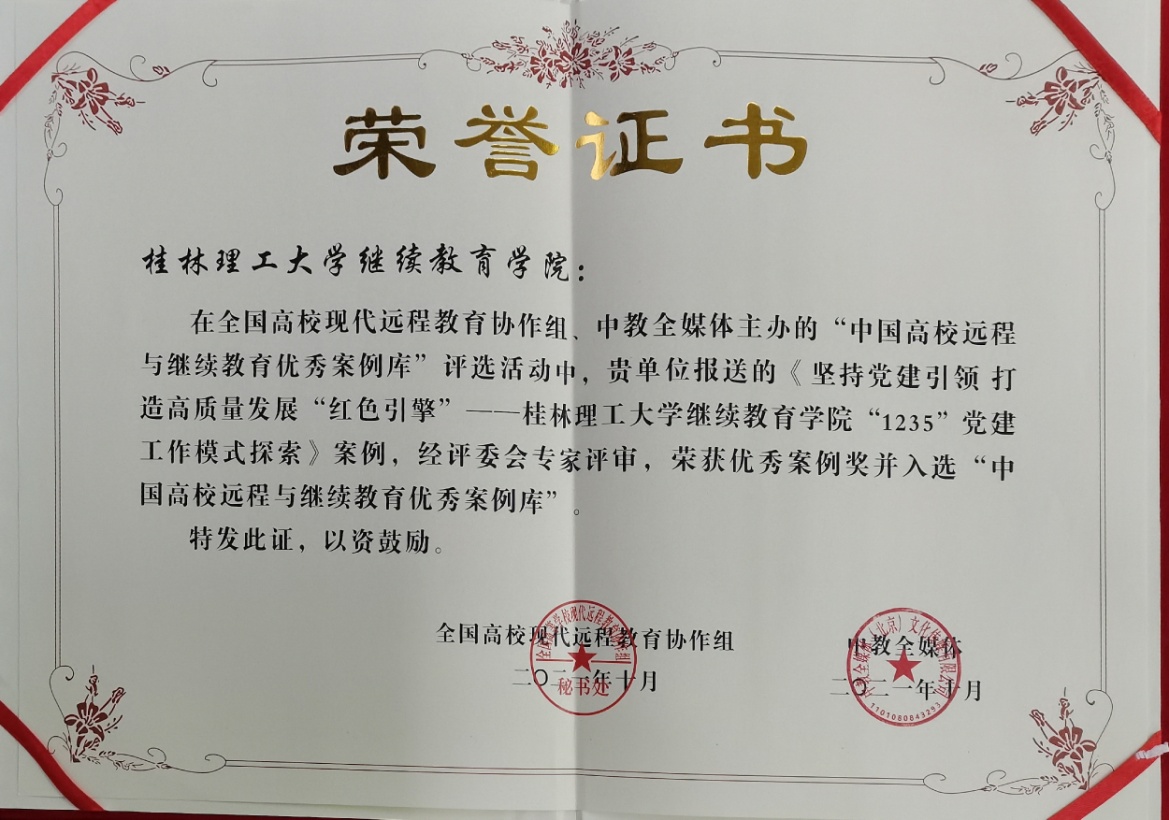 荣誉证书
桂林理工大学继续教育学院：
在全国高校现代远程教育协作组、中教全媒体主办的“中国高校远程
与继续教育优秀案例库”评选活动中，贵单位报送的《坚持党建引领 打
造高质量发展“红色引擎”——桂林理工大学继续教育学院“1235”党建
工作模式探索》案例，经评委会专家评审，荣获优秀案例奖并入选“中
国高校远程与继续教育优秀案例库”。
特发此证，以资鼓励。
全国高校现代远程教育协作组
二〇二一年十月
秘书处
中教全媒体
二〇二一年十月
1101080843293